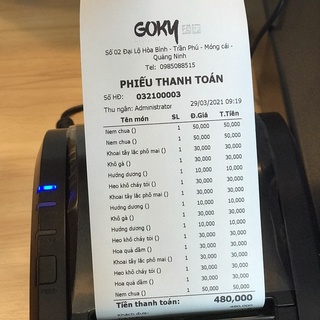 GOKY
Số 02 Đại Lộ Hòa Bình - Trần Phú - Móng cái -
Quảng Ninh
Tel: 0985088515
PHIẾU THANH TOÁN
Số HĐ: 032100003
Thu ngân: Administrator 29/03/2021 09:19
Tên món SL Đ.Giá T.Tiền
Nem chua () 1 50,000 50,000
Nem chua () 1 50,000 50,000
Khoai tây lắc phô mai () 1 30,000 30,000
Khô gà () 1 30,000 30,000
Hướng dương () 1 10,000 10,000
Heo khô cháy tỏi () 1 30,000 30,000
Khoai tây lắc phô mai () 1 30,000 30,000
Hướng dương () 1 10,000 10,000
Khô gà () 1 30,000 30,000
Hướng dương () 1 10,000 10,000
Heo khô cháy tỏi () 1 30,000 30,000
Hoa quả dầm () 1 30,000 30,000
Khoai tây lắc phô mai () 1 30,000 30,000
Heo khô cháy tỏi () 1 30,000 30,000
Hoa quả dầm () 1 30,000 30,000
Nem chua () 1 50,000 50,000
Tiền thanh toán: 480,000